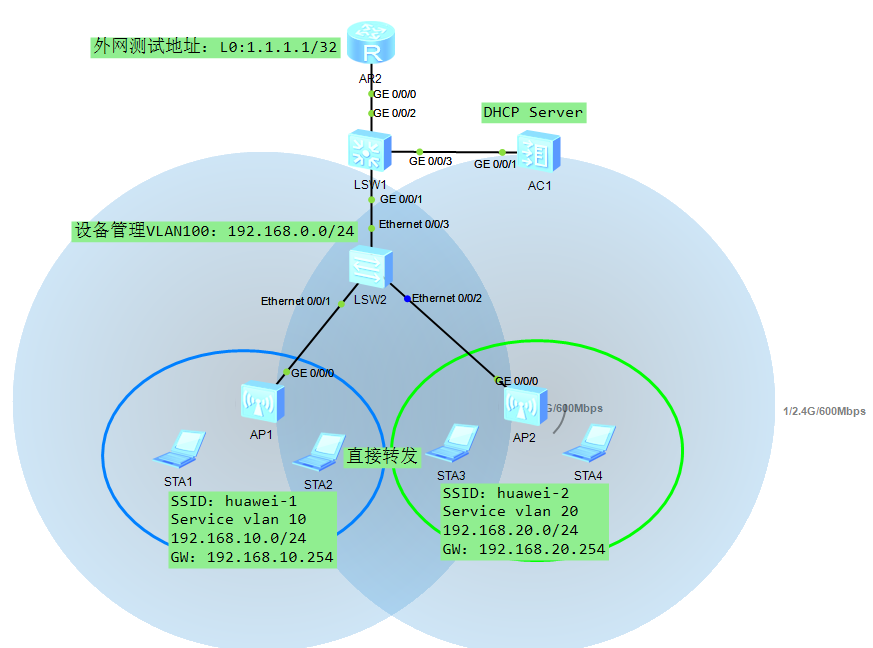 外网测试地址: L0:1.1.1.1/32
R
AR2
GE 0/0/0
GE 0/0/2
DHCP Server
GE 0/0/3
GE 0/0/1
LSW1
AC1
GE 0/0/1
Ethernet 0/0/3
设备管理VLAN100: 192.168.0.0/24
LSW2
Ethernet 0/0/1
Ethernet 0/0/2
GE 0/0/0
GE 0/0/0
G/600Mbps
1/2.4G/600Mbps
AP1
AP2
直接转发
STA1
STA2
STA3
STA4
SSID: huawei-1
Service vlan 10
192.168.10.0/24
GW: 192.168.10.254
SSID: huawei-2
Service vlan 20
192.168.20.0/24
GW: 192.168.20.254